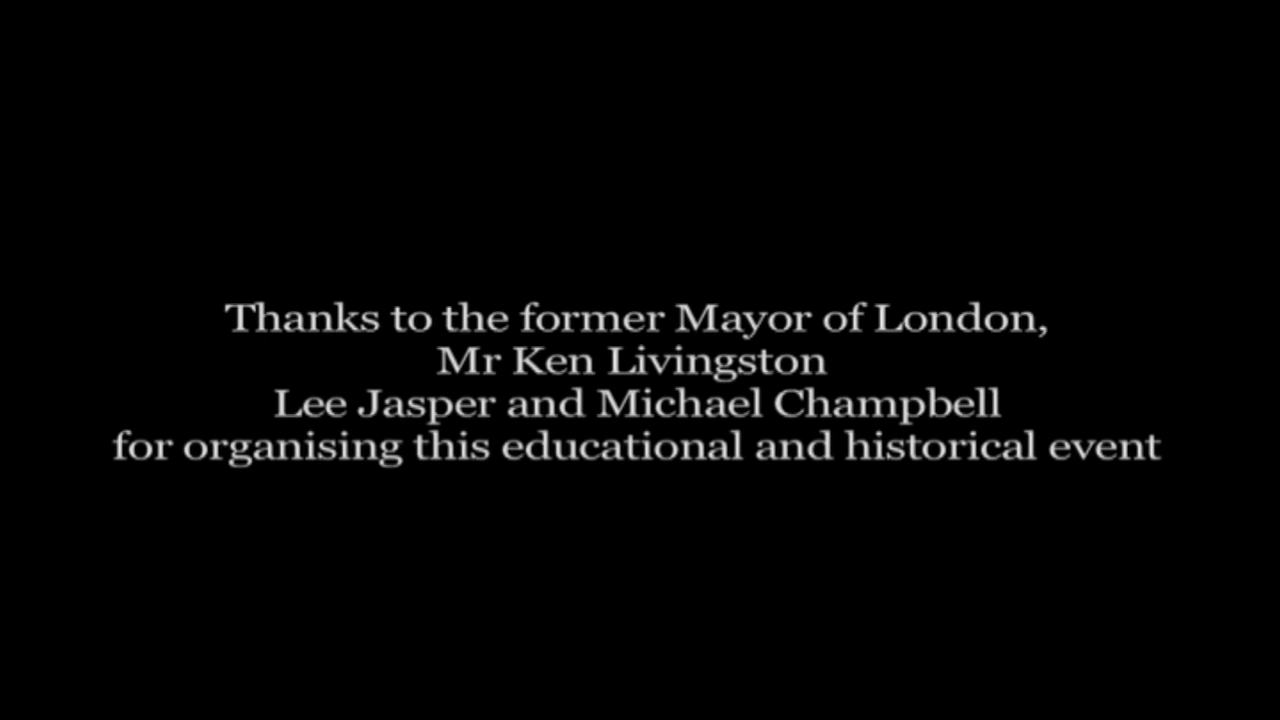 Thanks to the former Mayor of London,
Mr Ken Livingston
Lee Jasper and Michael Champbell
for organising this educational and historical event